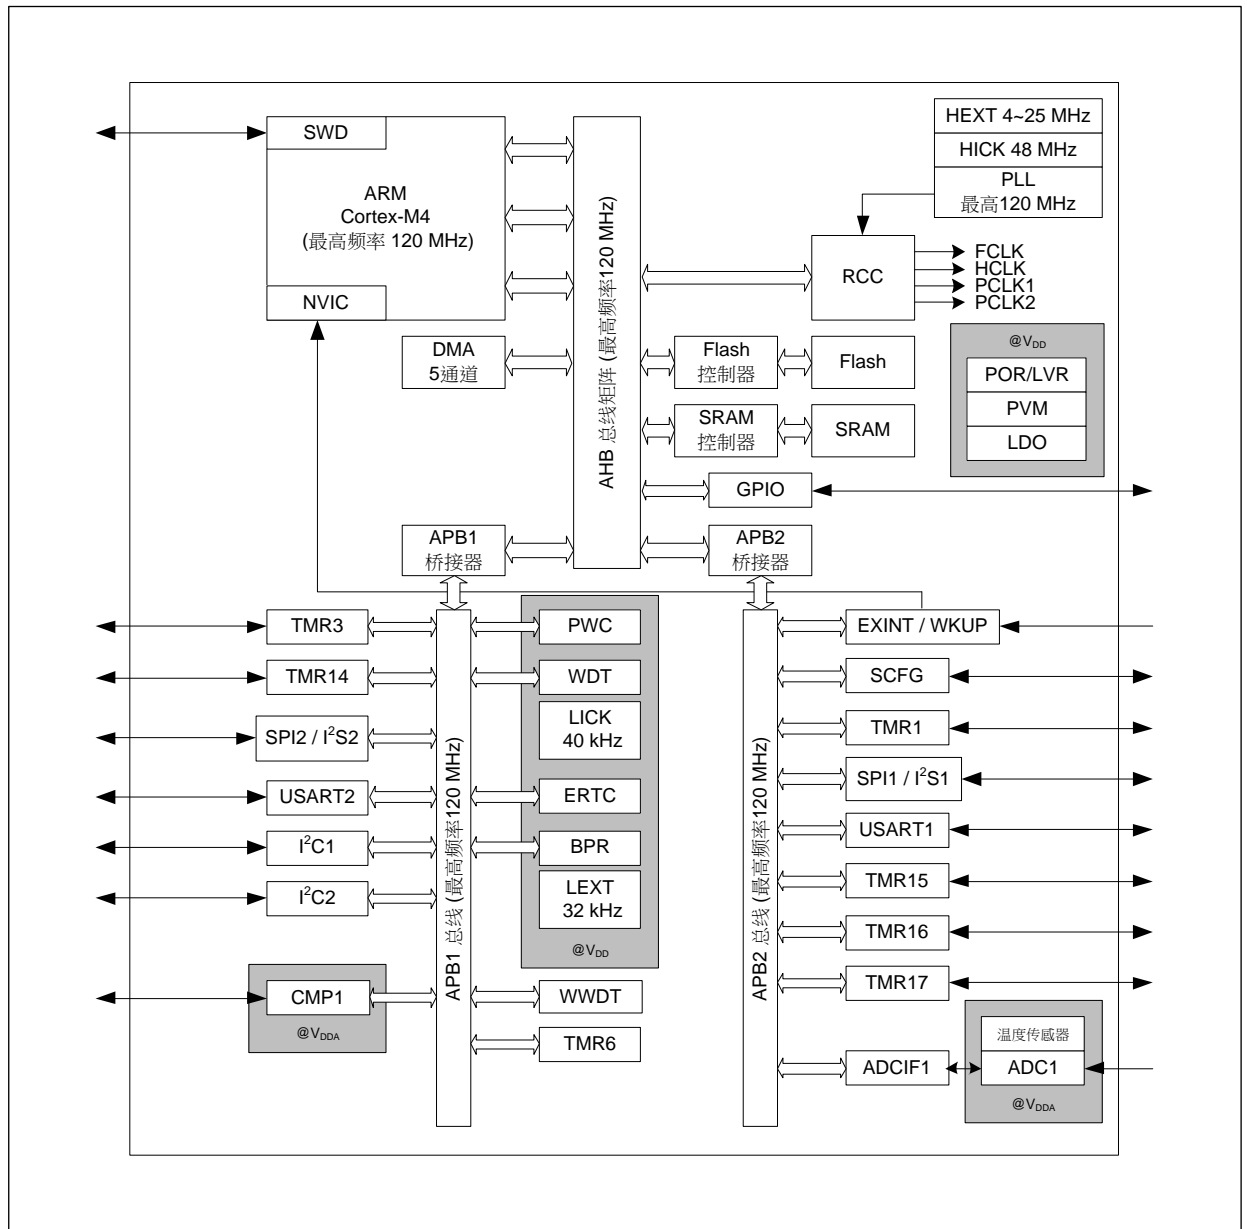 HEXT 4~25 MHz
HICK 48 MHz
PLL
最高120 MHz
SWD
ARM
Cortex-M4
(最高频率 120 MHz)
NVIC
AHB 总线矩阵 (最高频率120 MHz)
RCC
FCLK
HCLK
PCLK1
PCLK2
DMA
5通道
Flash
控制器
Flash
SRAM
控制器
SRAM
@VDD
POR/LVR
PVM
LDO
GPIO
APB1
桥接器
APB2
桥接器
TMR3
TMR14
SPI2 / I²S2
USART2
I²C1
I²C2
CMP1
@VDDA
APB1 总线 (最高频率120 MHz)
PWC
WDT
LICK
40 kHz
ERTC
BPR
LEXT
32 kHz
@VDD
WWDT
TMR6
APB2 总线 (最高频率120 MHz)
EXINT / WKUP
SCFG
TMR1
SPI1 / I²S1
USART1
TMR15
TMR16
TMR17
ADCIF1
温度传感器
ADC1
@VDDA